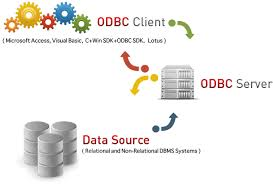 ODBC Client
( Microsoft Access, Visual Basic, C+Win SDK+ODBC SDK, Lotus )
ODBC Server
Data Source
( Relational and Non-Relational DBMS Systems )